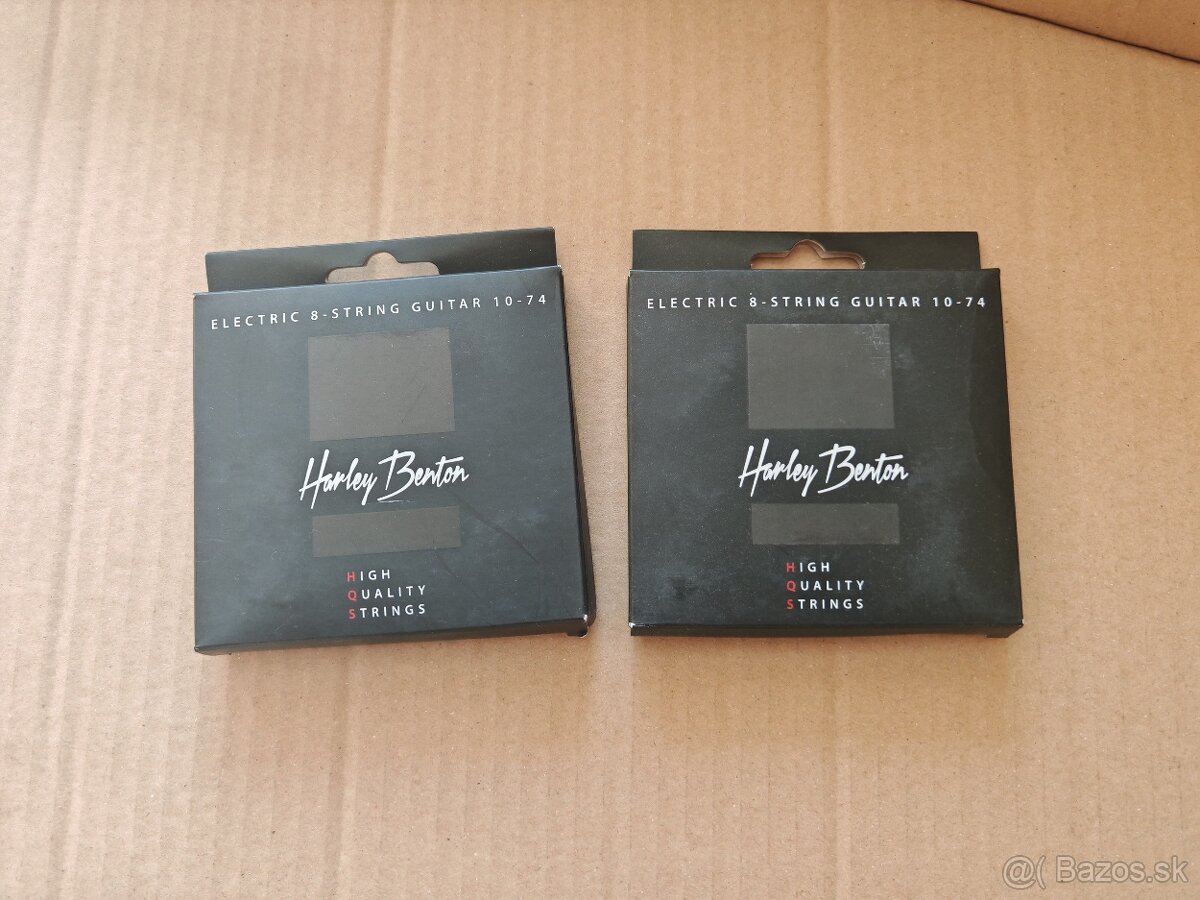 ELECTRIC 8-STRING GUITAR 10-74
Harley Benton
HIGH
QUALITY
STRINGS
ELECTRIC 8-STRING GUITAR 10-74
Harley Benton
HIGH
QUALITY
STRINGS
@( Bazos.sk